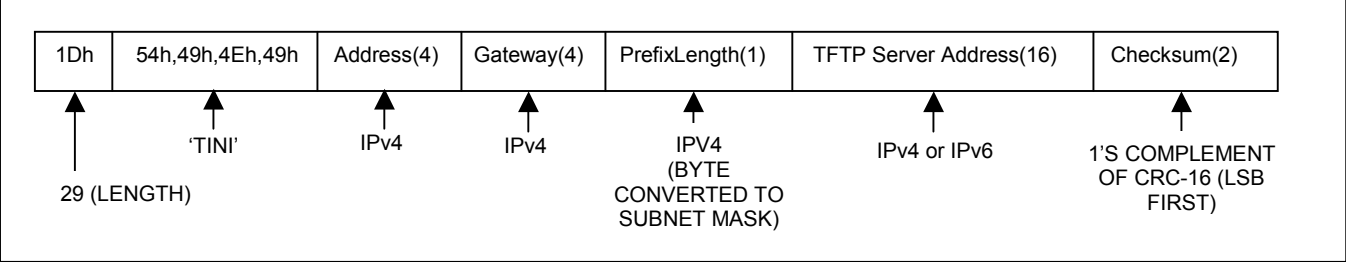 1Dh 54h,49h,4Eh,49h Address(4) Gateway(4) PrefixLength(1) TFTP Server Address(16) Checksum(2)
29 (LENGTH)
‘TINI’
IPv4
IPv4
IPV4
(BYTE
CONVERTED TO
SUBNET MASK)
IPv4 or IPv6
1'S COMPLEMENT
OF CRC-16 (LSB
FIRST)